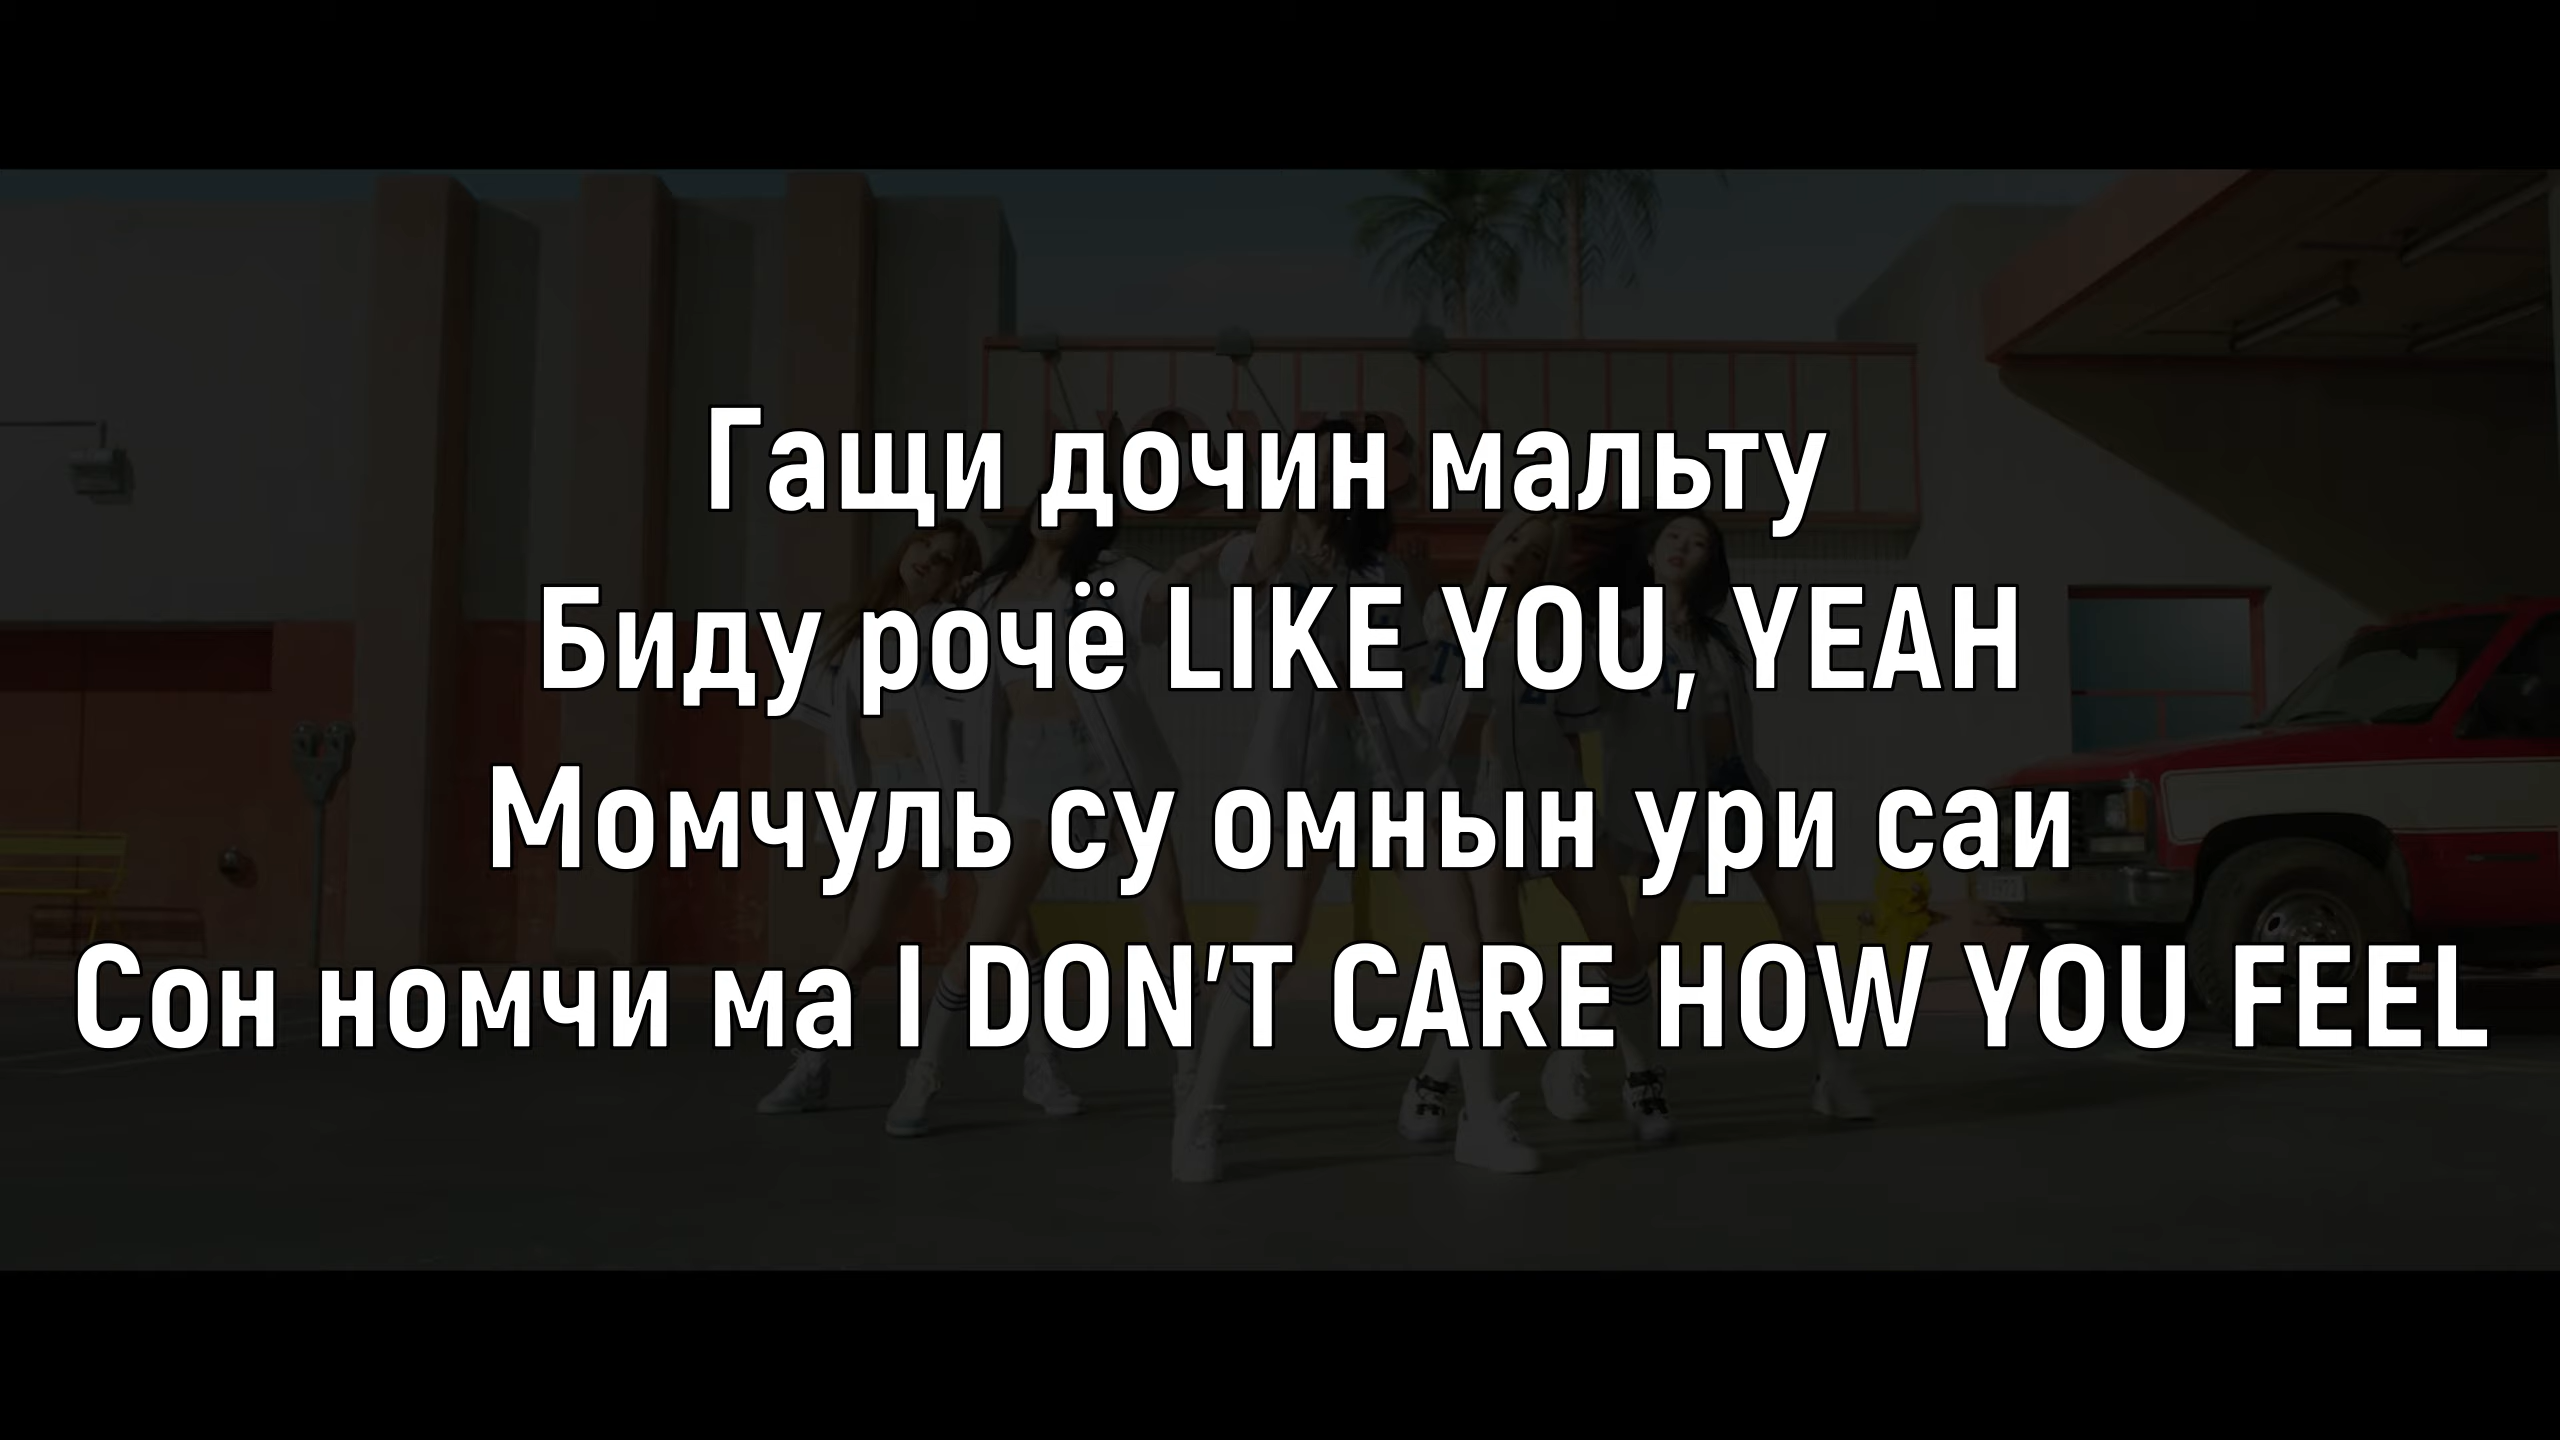 Гащи дочин мальту
Биду рочё LIKE YOU, YEAH
Момчуль су омнын ури саи
Сон номчи ма I DON'T CARE HOW YOU FEEL